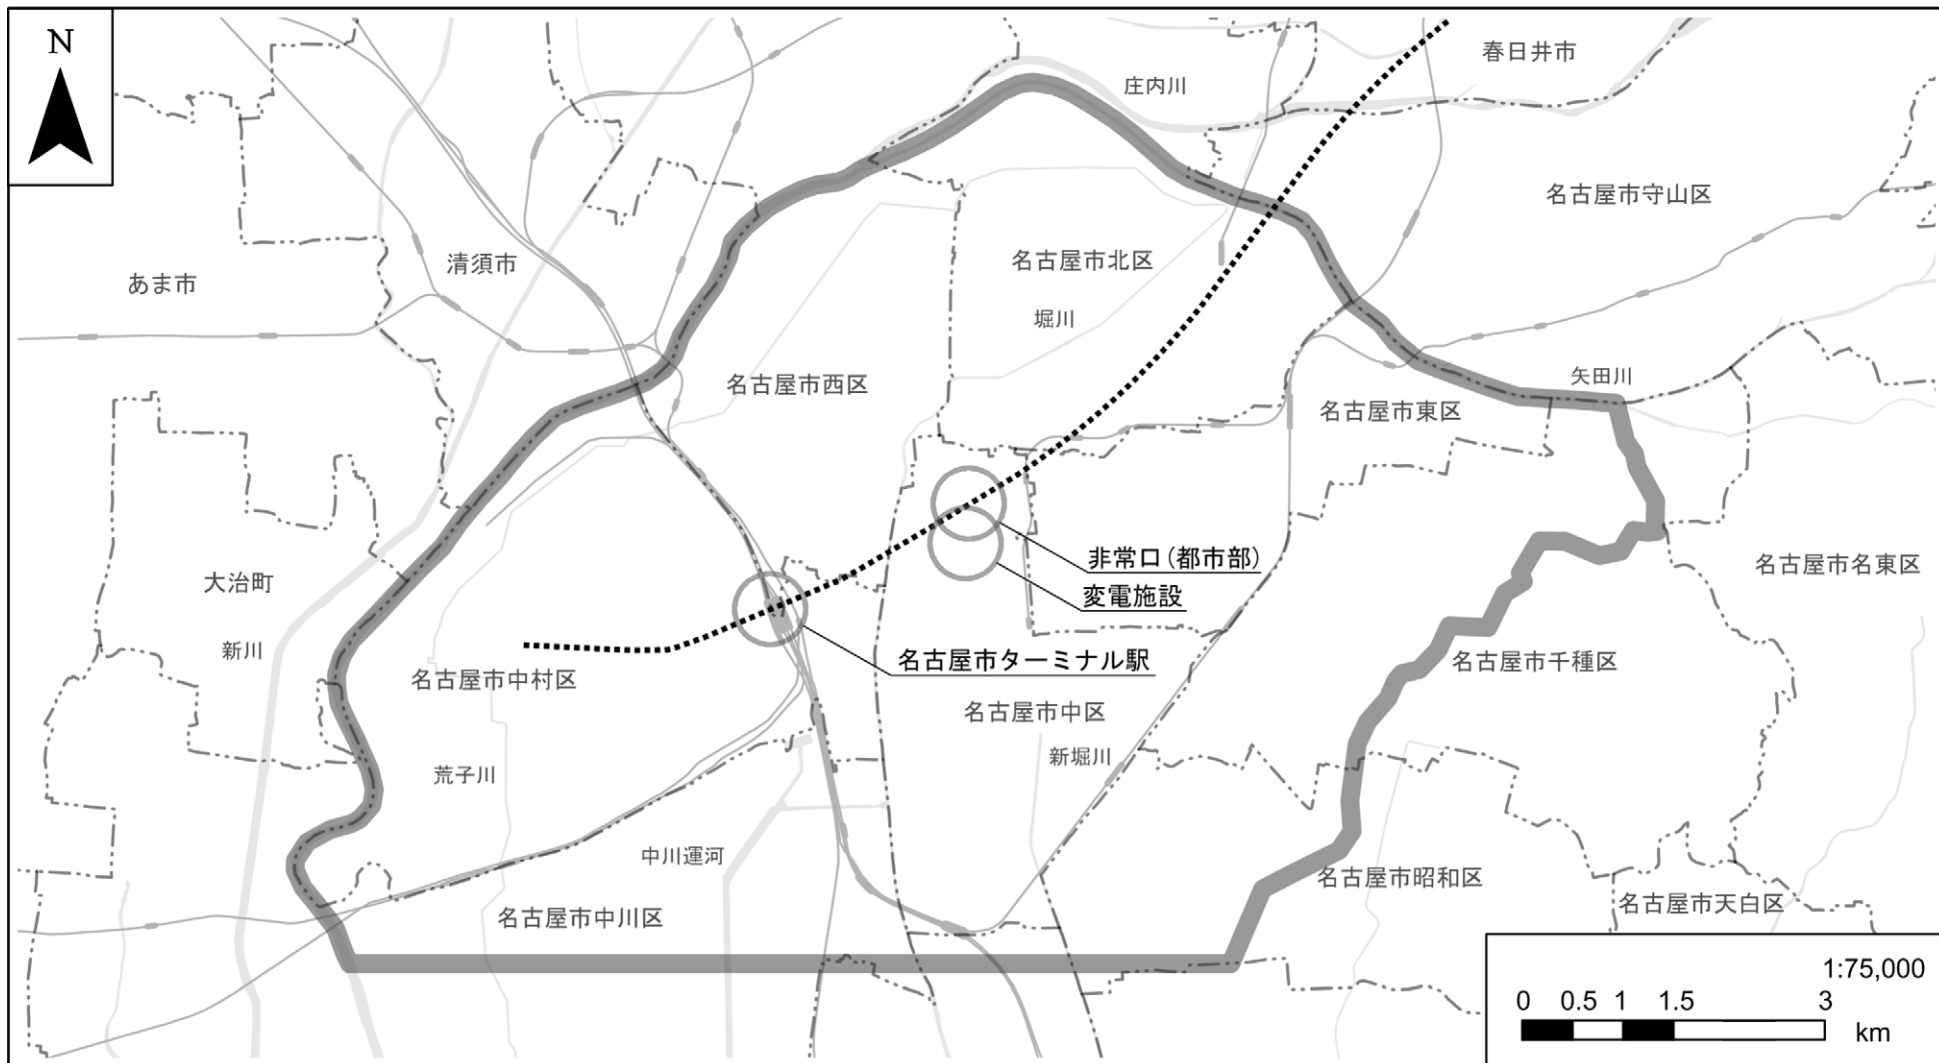 N
春日井市
庄内川
名古屋市守山区
清須市
名古屋市北区
あま市
堀川
名古屋市西区
矢田川
名古屋市東区
非常口(都市部)
名古屋市名東区
大治町
変電施設
新川
名古屋市ターミナル駅
名古屋市千種区
名古屋市中村区
名古屋市中区
新堀川
荒子川
中川運河
名古屋市昭和区
名古屋市天白区
名古屋市中川区
1:75,000
0 0.5 1 1.5 3
km